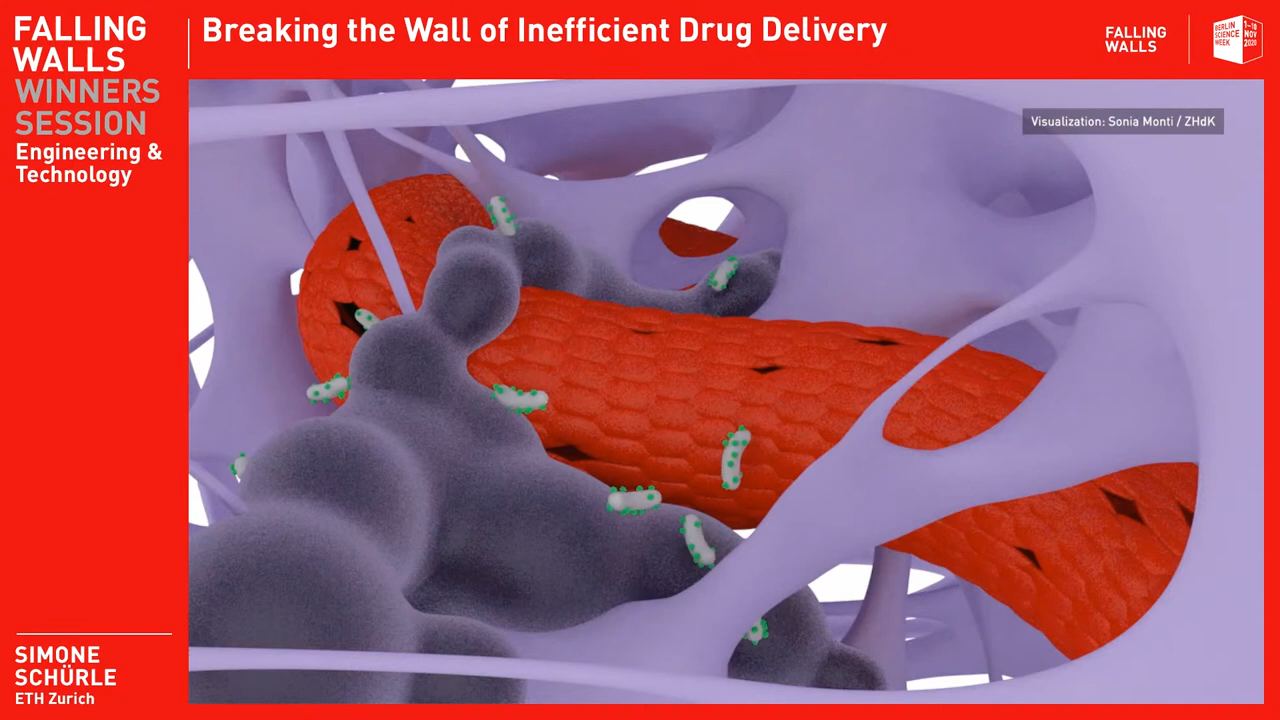 FALLING
WALLS
WINNERS
SESSION
Engineering &
Technology
Breaking the Wall of Inefficient Drug Delivery
FALLING
WALLS
BERLIN
SCIENCE
WEEK
1–10
NOV
2020
Visualization: Sonia Monti / ZHdK
SIMONE
SCHÜRLE
ETH Zurich